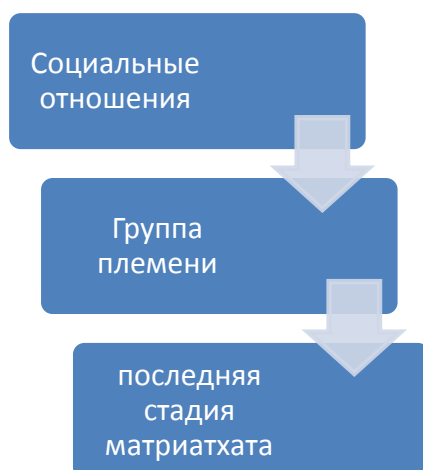 Социальные
отношения
Группа
племени
последняя
стадия
матриатхата